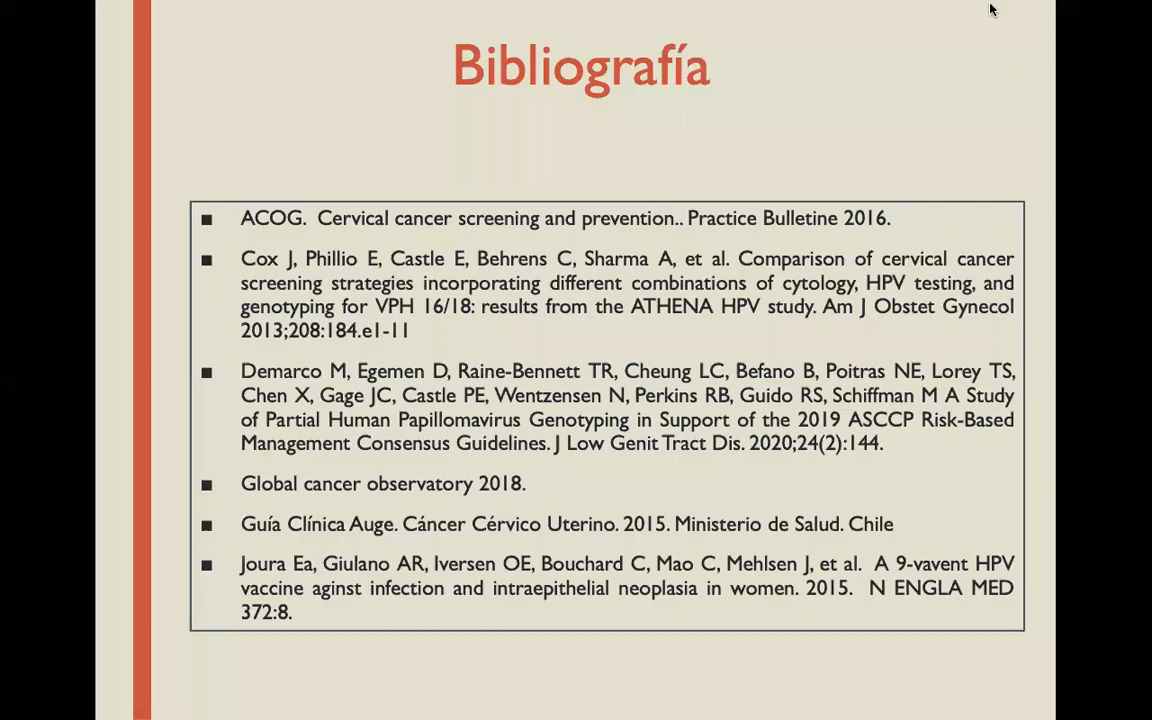 Bibliografía
▪ ACOG. Cervical cancer screening and prevention.. Practice Bulletine 2016.
▪ Cox J, Phillio E, Castle E, Behrens C, Sharma A, et al. Comparison of cervical cancer
screening strategies incorporating different combinations of cytology, HPV testing, and
genotyping for VPH 16/18: results from the ATHENA HPV study. Am J Obstet Gynecol
2013;208:184.e1-11
▪ Demarco M, Egemen D, Raine-Bennett TR, Cheung LC, Befano B, Poitras NE, Lorey TS,
Chen X, Gage JC, Castle PE, Wentzensen N, Perkins RB, Guido RS, Schiffman M A Study
of Partial Human Papillomavirus Genotyping in Support of the 2019 ASCCP Risk-Based
Management Consensus Guidelines. J Low Genit Tract Dis. 2020;24(2):144.
▪ Global cancer observatory 2018.
▪ Guía Clínica Auge. Cáncer Cérvico Uterino. 2015. Ministerio de Salud. Chile
▪ Joura Ea, Giulano AR, Iversen OE, Bouchard C, Mao C, Mehlsen J, et al. A 9-vavent HPV
vaccine aginst infection and intraepithelial neoplasia in women. 2015. N ENGLA MED
372:8.